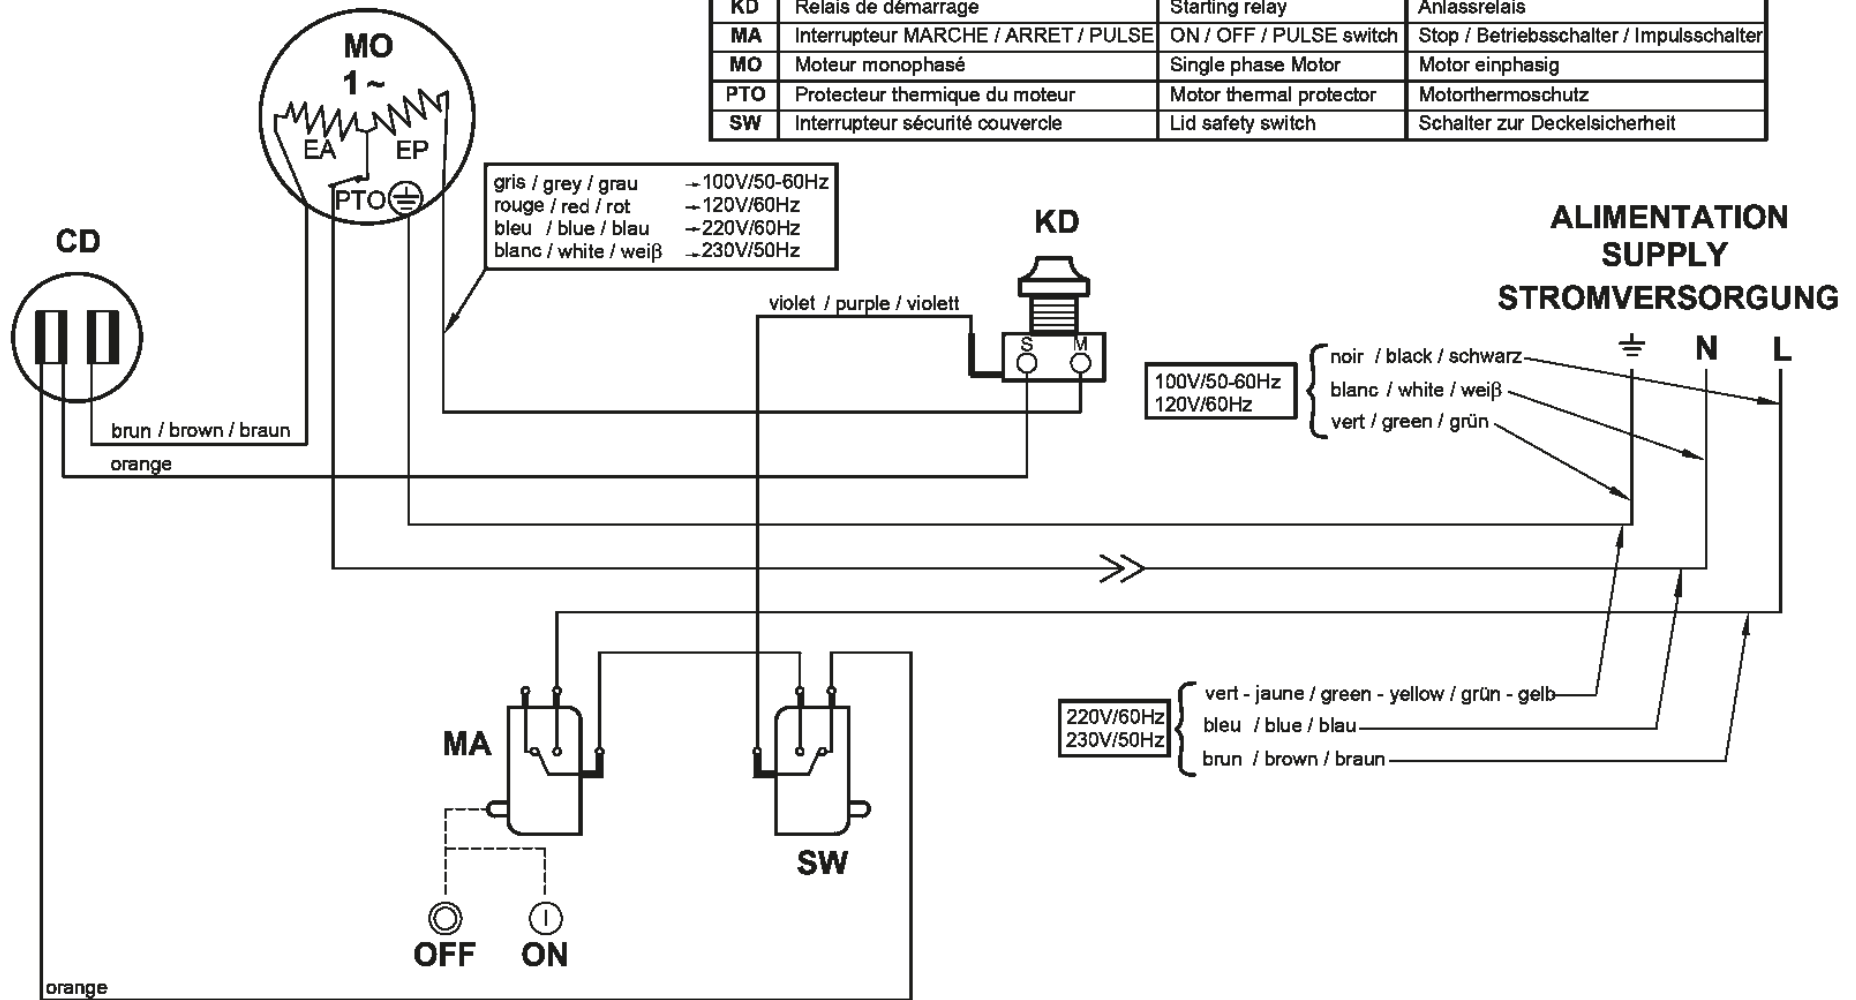 KD Relais de démarrage Starting relay Anlassrelais
MA Interrupteur MARCHE / ARRET / PULSE ON / OFF / PULSE switch Stop / Betriebsschalter / Impulsschalter
MO Moteur monophasé Single phase Motor Motor einphasig
PTO Protecteur thermique du moteur Motor thermal protector Motorthermoschutz
SW Interrupteur sécurité couvercle Lid safety switch Schalter zur Deckelsicherheit
MO
1 ~
EA EP
PTO
gris / grey / grau →100V/50-60Hz
rouge / red / rot →120V/60Hz
bleu / blue / blau →220V/60Hz
blanc / white / weiβ →230V/50Hz
CD
KD
violet / purple / violett
S M
ALIMENTATION
SUPPLY
STROMVERSORGUNG
N L
100V/50-60Hz
120V/60Hz
noir / black / schwarz
blanc / white / weiβ
vert / green / grün
brun / brown / braun
orange
MA
SW
220V/60Hz
230V/50Hz
vert - jaune / green - yellow / grün - gelb
bleu / blue / blau
brun / brown / braun
I
OFF ON
orange